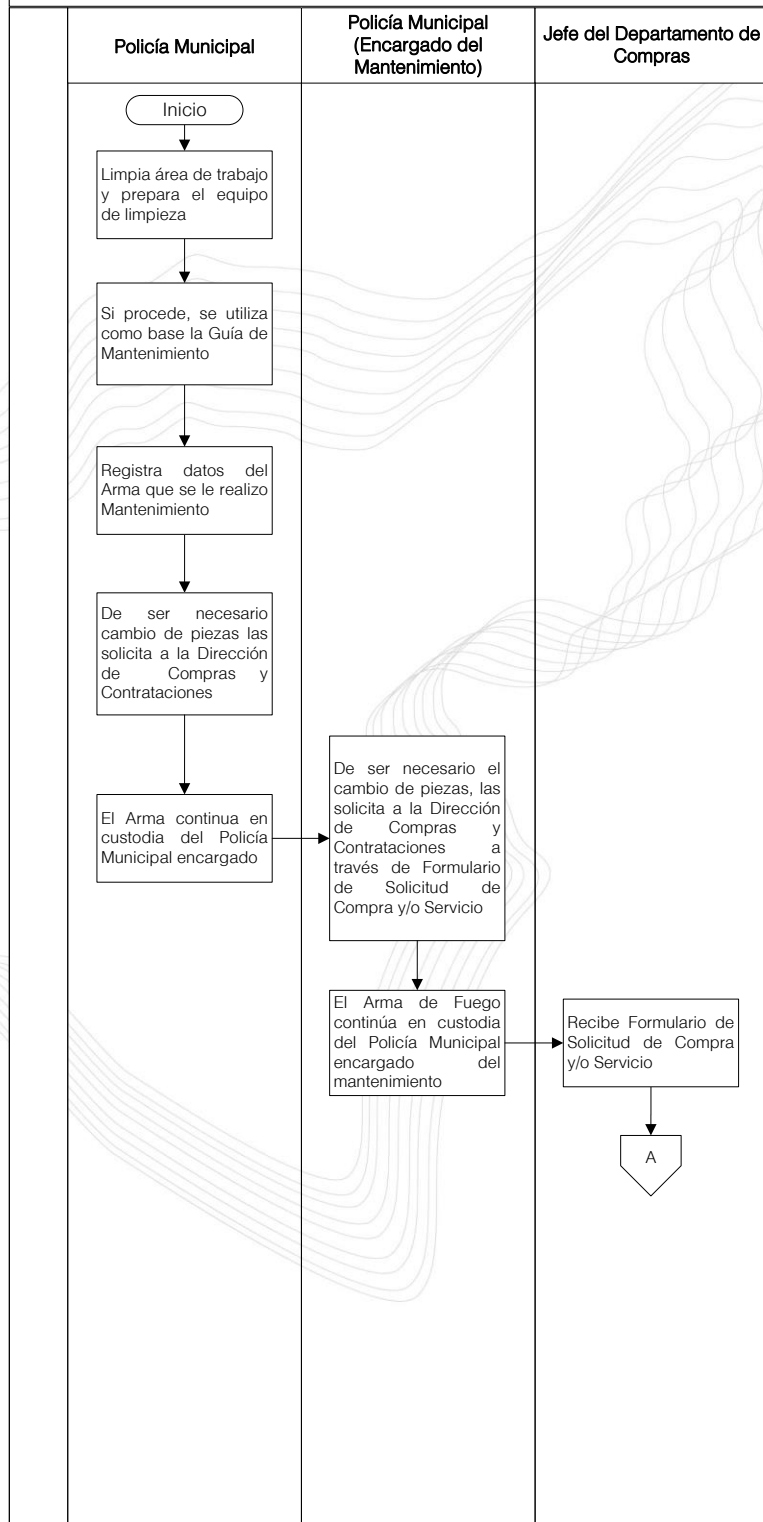 Policía Municipal
Policía Municipal
(Encargado del
Mantenimiento)
Jefe del Departamento de
Compras
Inicio
Limpia área de trabajo
y prepara el equipo
de limpieza
Si procede, se utiliza
como base la Guía de
Mantenimiento
Registra datos del
Arma que se le realizo
Mantenimiento
De ser necesario
cambio de piezas las
solicita a la Dirección
de Compras y
Contrataciones
El Arma continua en
custodia del Policía
Municipal encargado
De ser necesario el
cambio de piezas, las
solicita a la Dirección
de Compras y
Contrataciones a
través de Formulario
de Solicitud de
Compra y/o Servicio
El Arma de Fuego
continúa en custodia
del Policía Municipal
encargado del
mantenimiento
Recibe Formulario de
Solicitud de Compra
y/o Servicio
A